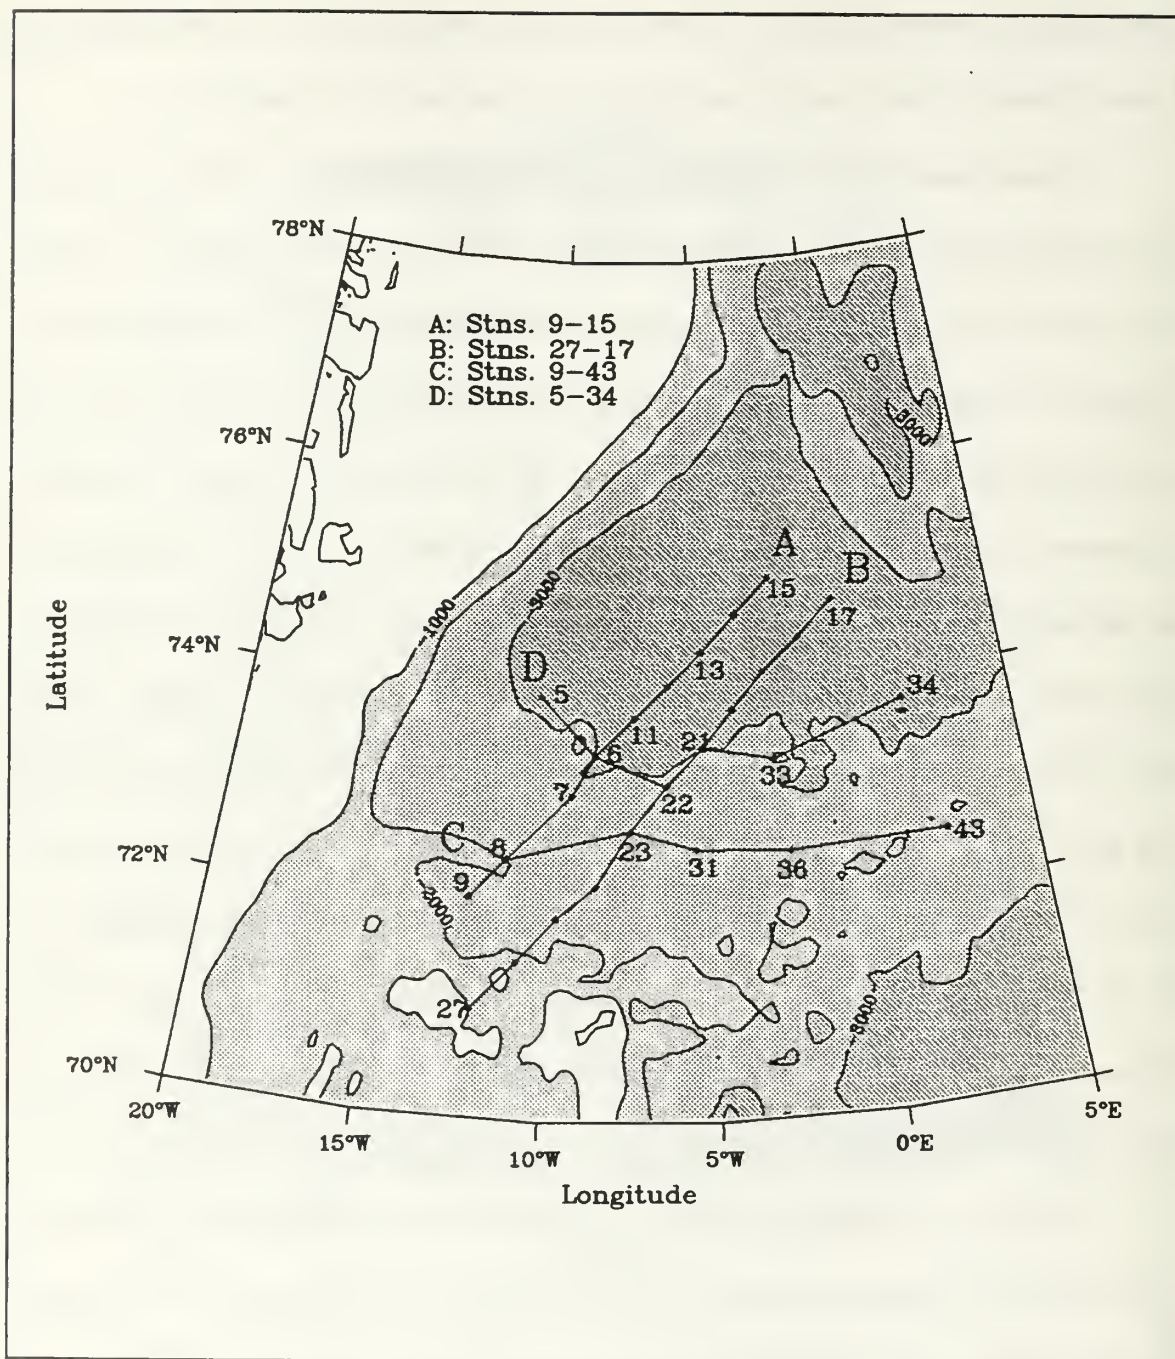 78°N
A: Stns. 9-15
B: Stns. 27-17
C: Stns. 9-43
D: Stns. 5-34
76°N
3000
A
15
B
17
3000
1000
74°N
D
5
13
34
11
21
6
33
7
22
C
8
23
31
36
43
72°N
9
2000
27
3000
70°N
20°W
15°W
10°W
5°W
0°E
5°E
Latitude
Longitude